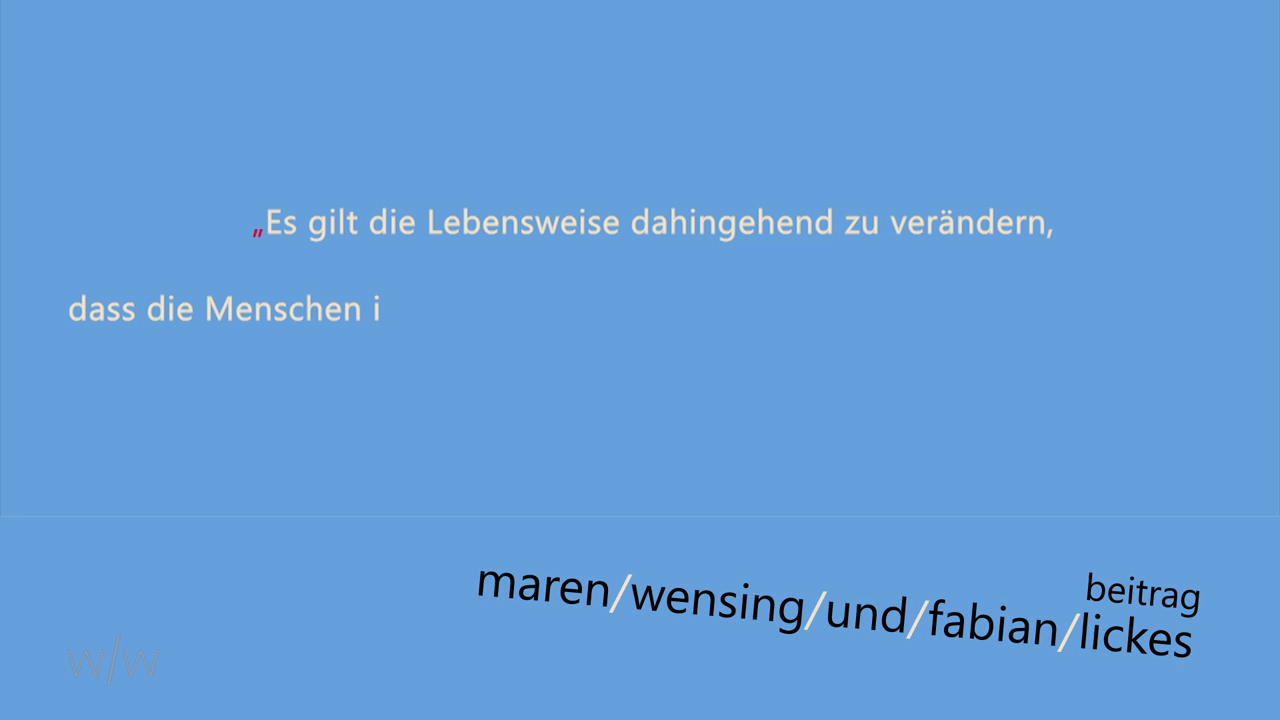 „Es gilt die Lebensweise dahingehend zu verändern,
dass die Menschen i
beitrag
maren/wensing/und/fabian/lickes
w/w